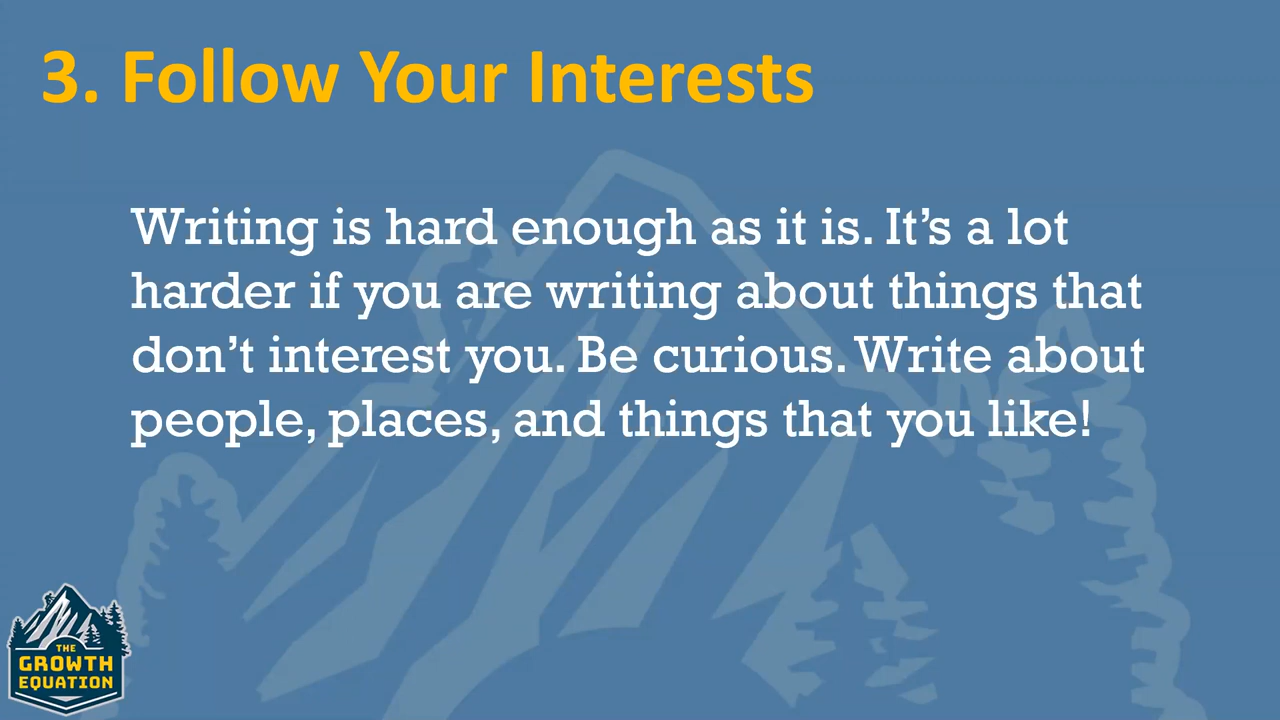 3. Follow Your Interests
Writing is hard enough as it is. It’s a lot
harder if you are writing about things that
don’t interest you. Be curious. Write about
people, places, and things that you like!
THE
GROWTH
EQUATION